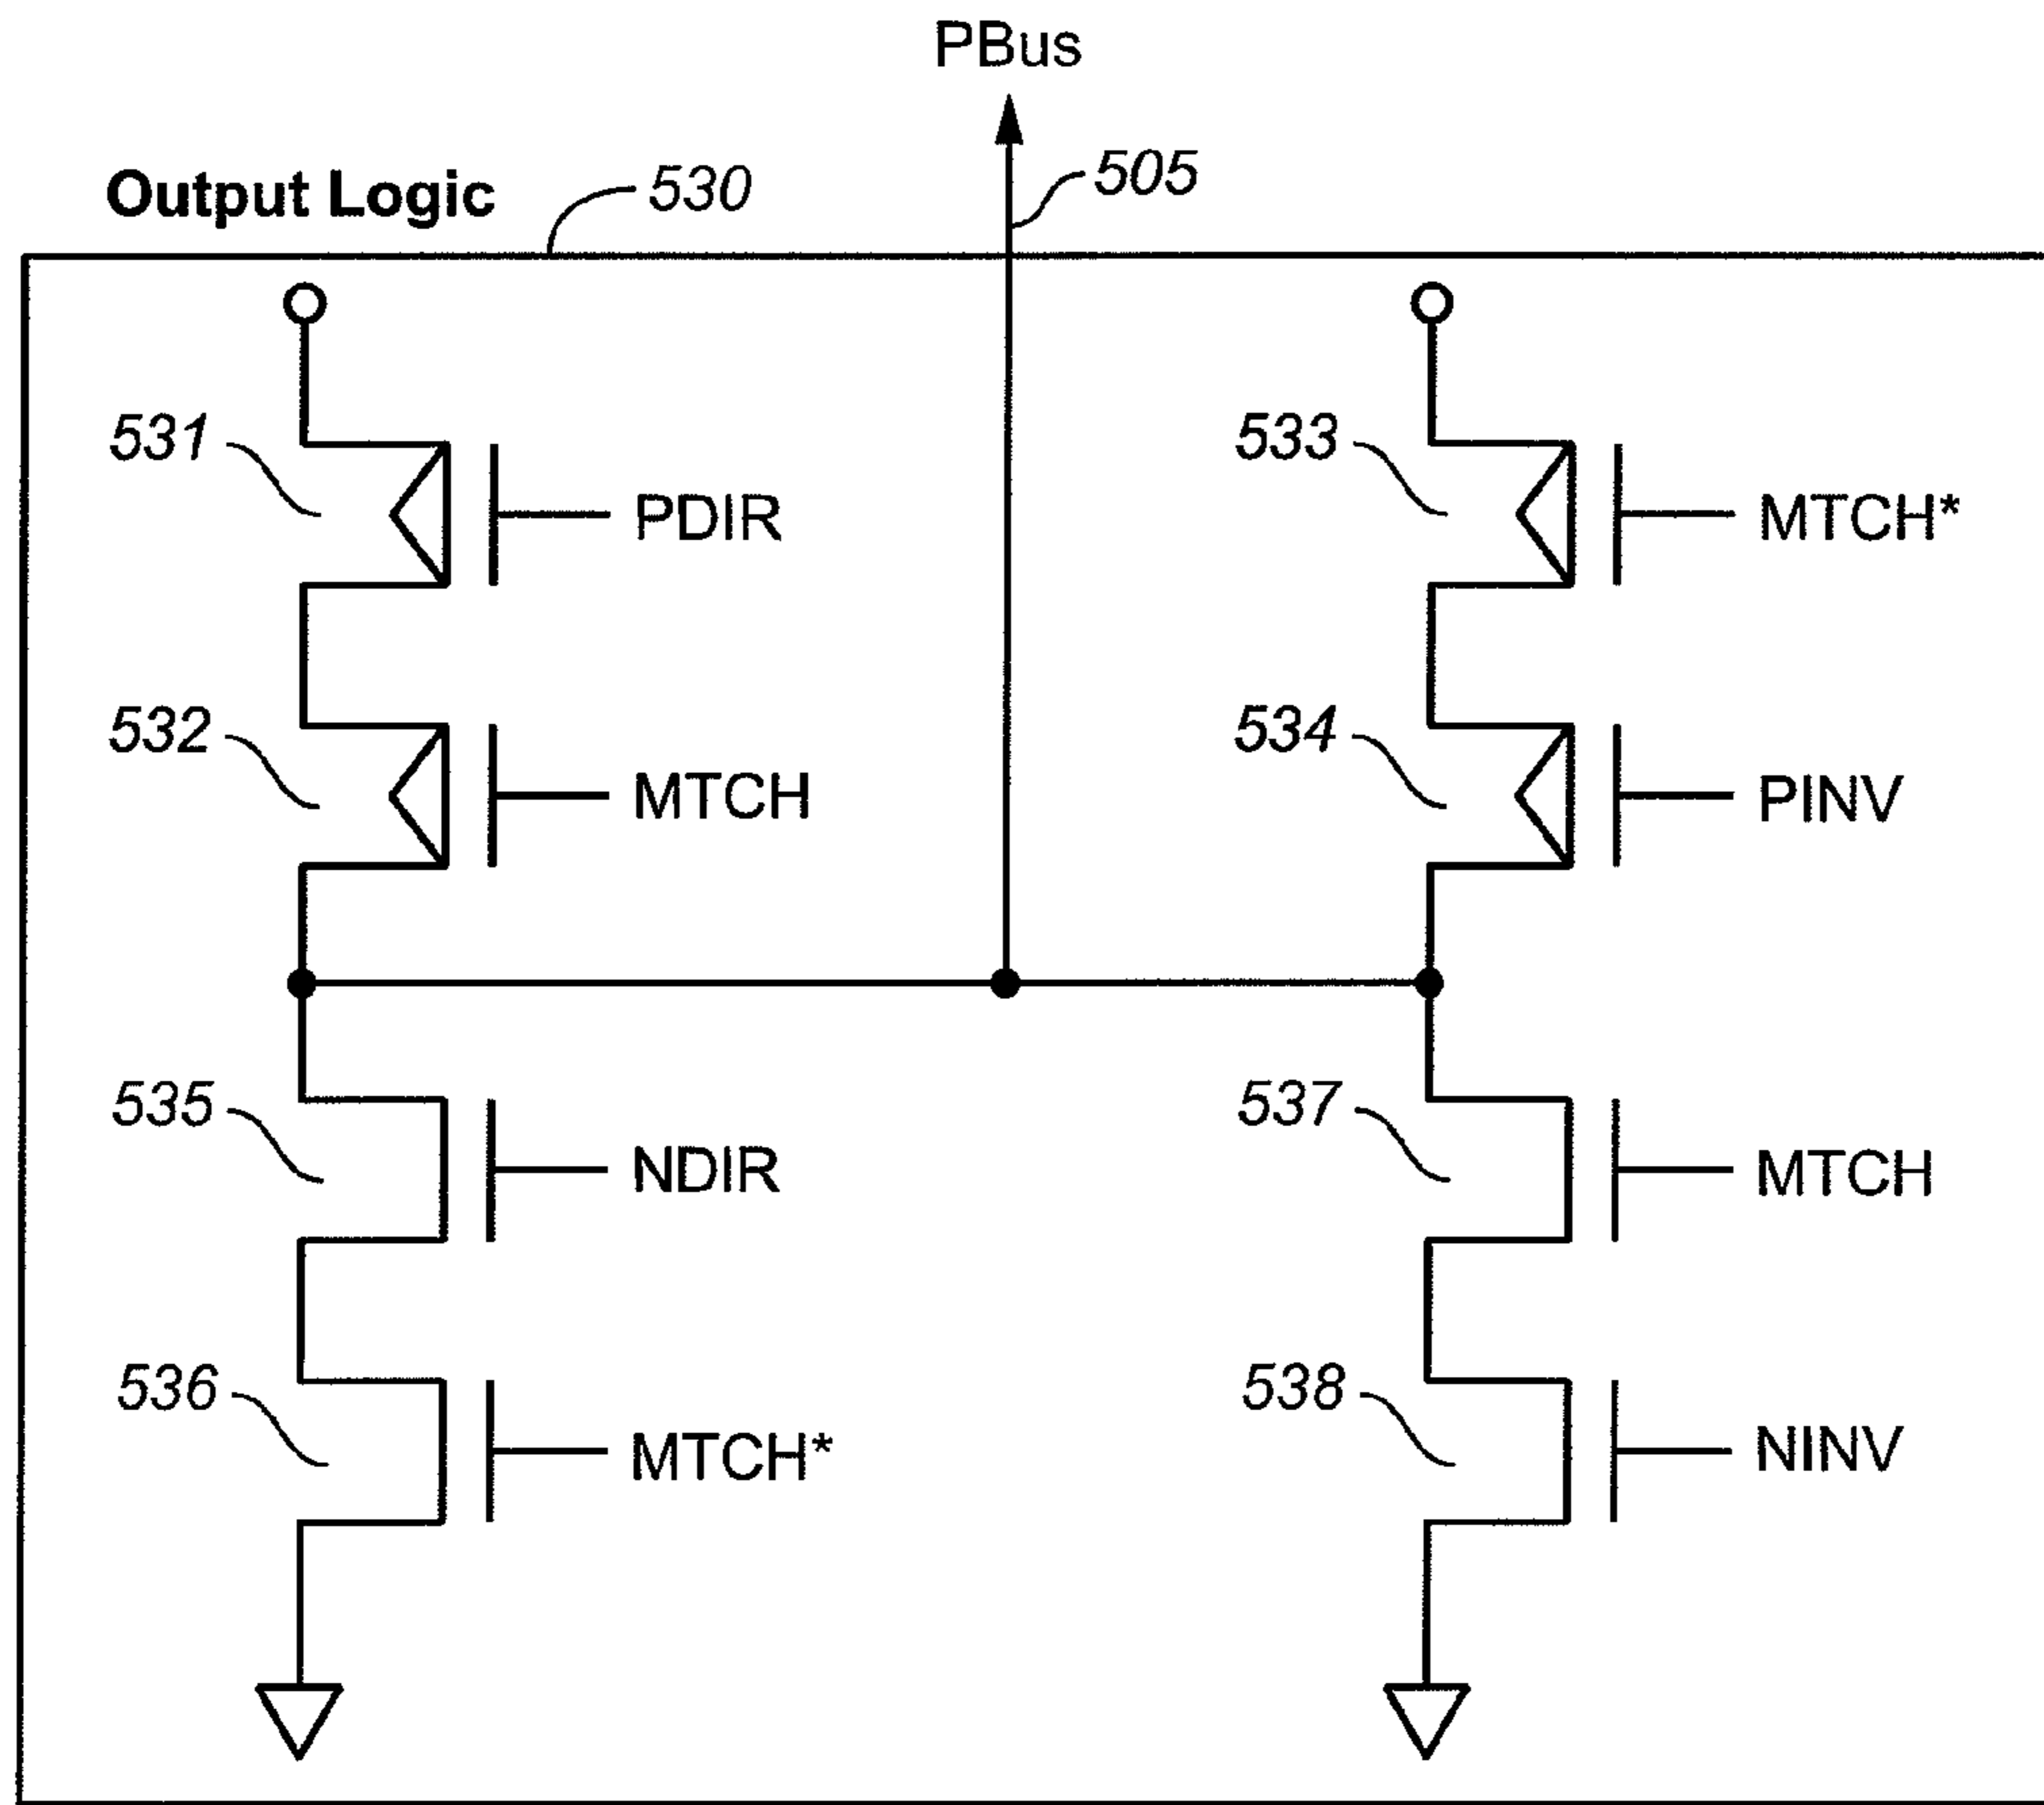 PBus
505
Output Logic
530
531
PDIR
533
MTCH*
532
MTCH
534
PINV
535
NDIR
537
MTCH
536
MTCH*
538
NINV